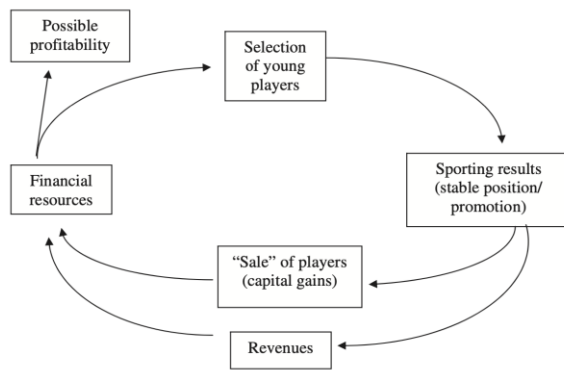 Possible
profitability
Selection
of young
players
Sporting results
(stable position/
promotion)
Financial
resources
“Sale” of players
(capital gains)
Revenues